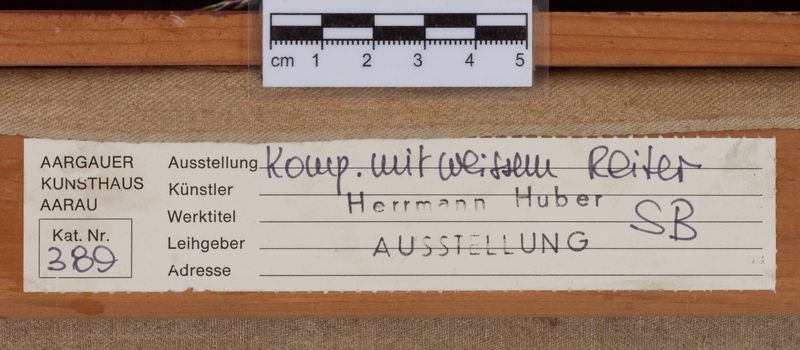 cm 1 2 3 4 5
AARGAUER
KUNSTHAUS
AARAU
Kat. Nr.
389
Ausstellung Komp. mit weissem Reiter
Künstler
Herrmann Huber
Werktitel
SB
Leihgeber AUSSTELLUNG
Adresse